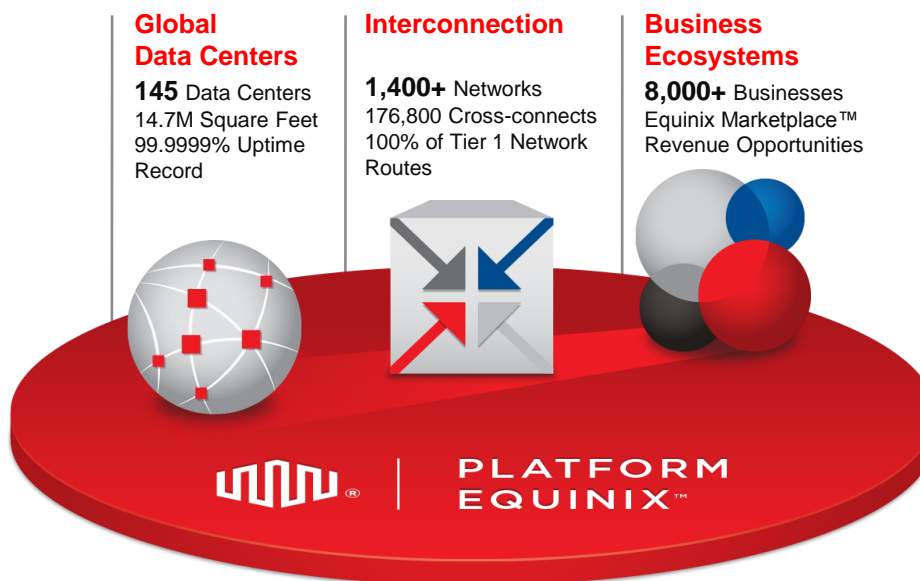 Global
Data Centers
145 Data Centers
14.7M Square Feet
99.9999% Uptime
Record
Interconnection
1,400+ Networks
176,800 Cross-connects
100% of Tier 1 Network
Routes
Business
Ecosystems
8,000+ Businesses
Equinix Marketplace™
Revenue Opportunities
®
PLATFORM
EQUINIX™